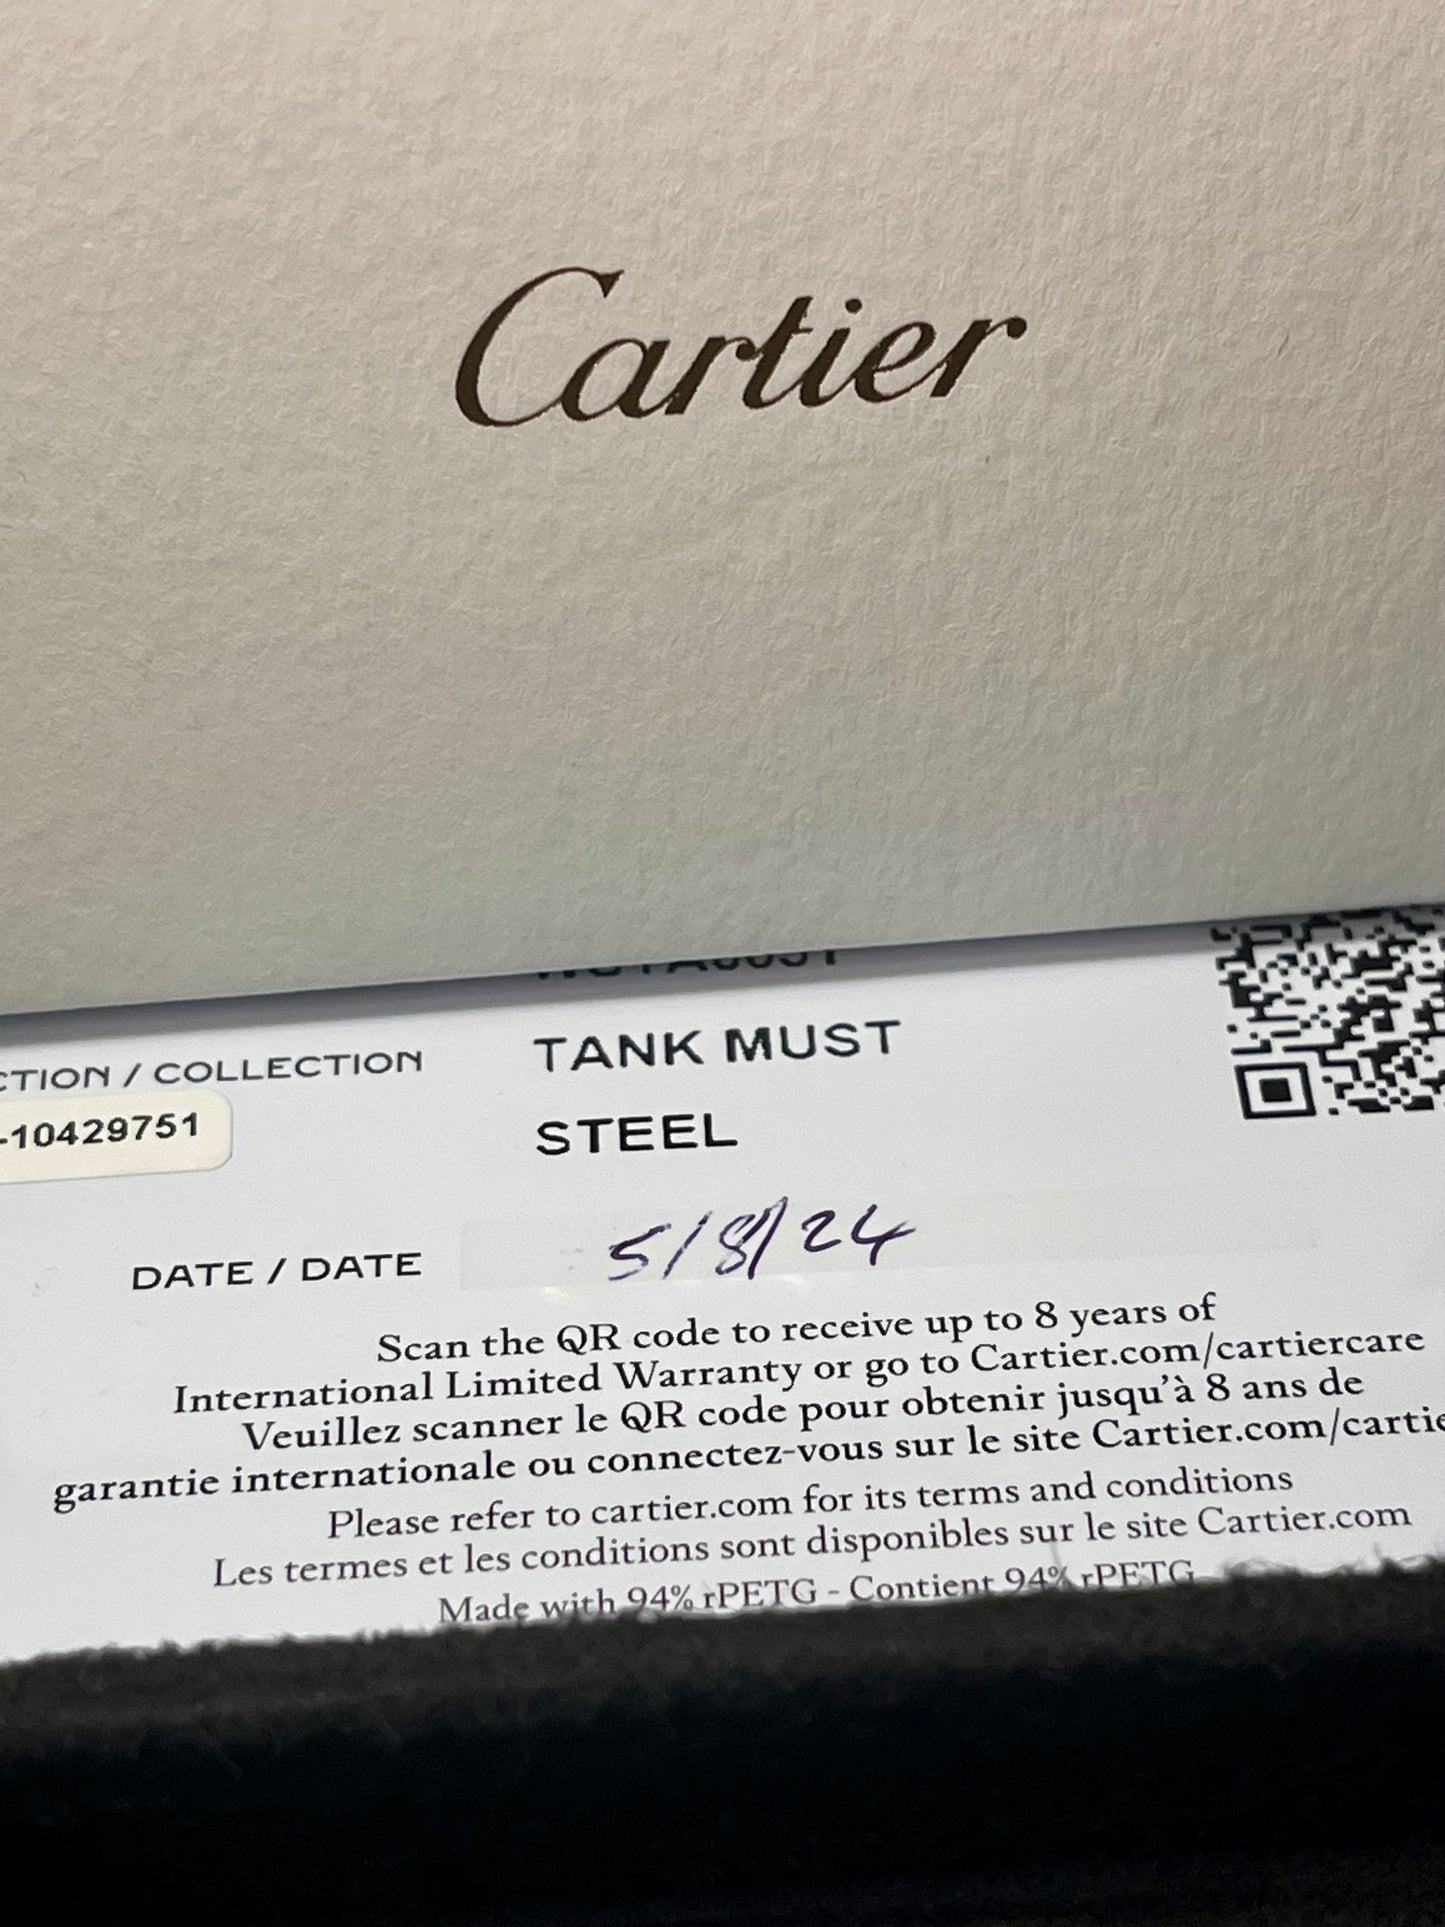 Cartier
CTION / COLLECTION TANK MUST
-10429751 STEEL
DATE / DATE 5/8/24
Scan the QR code to receive up to 8 years of
International Limited Warranty or go to Cartier.com/cartiercare
Veuillez scanner le QR code pour obtenir jusqu'à 8 ans de
garantie internationale ou connectez-vous sur le site Cartier.com/cartie
Please refer to cartier.com for its terms and conditions
Les termes et les conditions sont disponibles sur le site Cartier.com
Made with 94% rPETG - Contient 94% rPETG